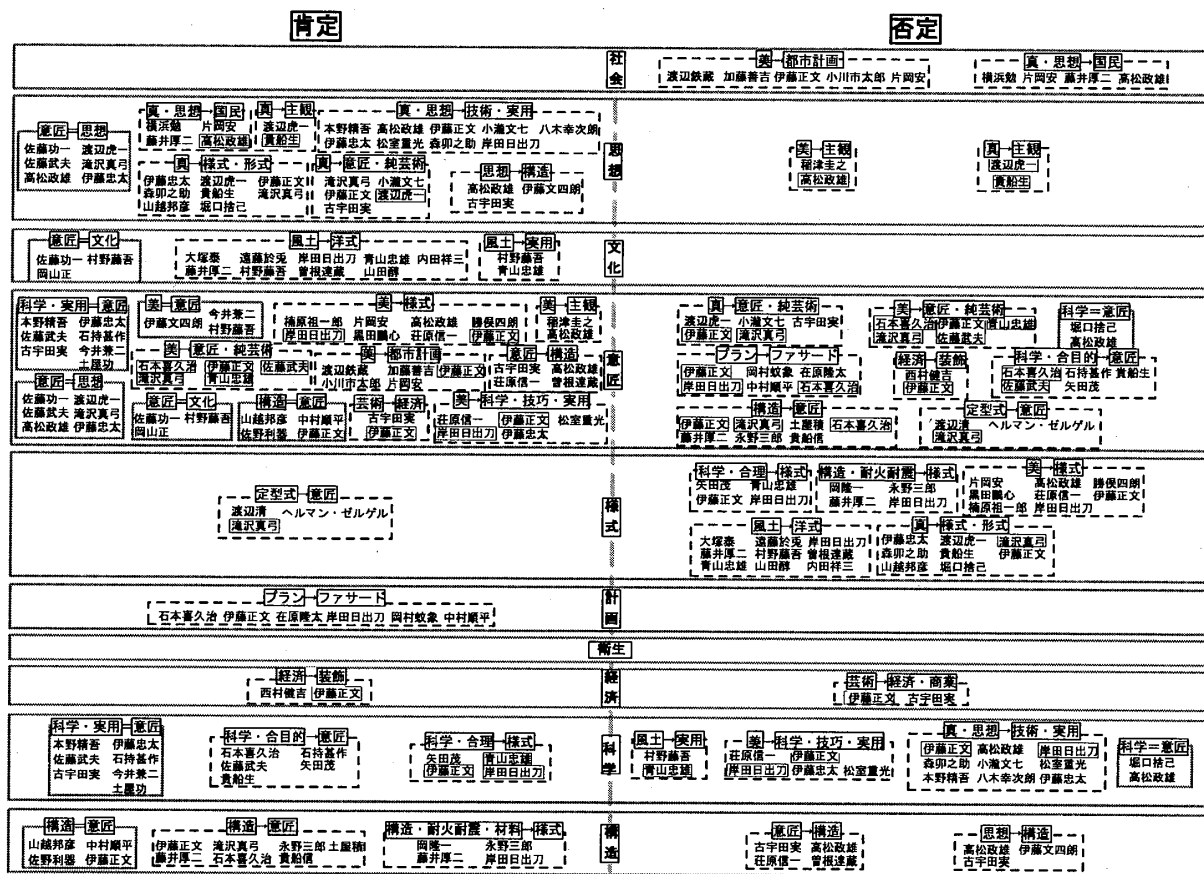 肯定
否定
社会
美→都市計画
渡辺鉄蔵 加藤善吉 伊藤正文 小川市太郎 片岡安
真・思想→国民
横浜勉 片岡安 藤井厚二 高松政雄
思想
意匠=思想
佐藤功一 渡辺虎一
佐藤武夫 滝沢真弓
高松政雄 伊藤忠太
真・思想→国民
横浜勉 片岡安
藤井厚二 高松政雄
真→主観
渡辺虎一
貴船生
真・思想→技術・実用
本野精吾 高松政雄 伊藤正文 小瀧文七 八木幸次郎
伊藤忠太 松室重光 森卯之助 岸田日出刀
真→様式・形式
伊藤忠太 渡辺虎一 伊藤正文
森卯之助 貴船生 滝沢真弓
山越邦彦 堀口捨己
真→意匠・純芸術
滝沢真弓 小瀧文七
伊藤正文 渡辺虎一
古宇田実
思想→構造
高松政雄 伊藤文四朗
古宇田実
美→主観
稲津圭之
高松政雄
真→主観
渡辺虎一
貴船生
文化
意匠=文化
佐藤功一 村野藤吾
岡山正
風土→洋式
大塚泰 遠藤於兎 岸田日出刀 青山忠雄 内田祥三
藤井厚二 村野藤吾 曽根達蔵 山田醇
風土→実用
村野藤吾
青山忠雄
意匠
科学・実用=意匠
本野精吾 伊藤忠太
佐藤武夫 石持甚作
古宇田実 今井兼二
土屋功
美=意匠
伊藤文四朗 今井兼二
村野藤吾
美→様式
楠原祖一郎 片岡安 高松政雄 勝俣四朗
岸田日出刀 黒田鵬心 荘原信一 伊藤正文
美→主観
稲津圭之
高松政雄
美→意匠・純芸術
石本喜久治 伊藤正文 佐藤武夫
滝沢真弓 青山忠雄
美→都市計画
渡辺鉄蔵 加藤善吉 伊藤正文
小川市太郎 片岡安
意匠→構造
古宇田実 高松政雄
荘原信一 曽根達蔵
意匠=思想
佐藤功一 渡辺虎一
佐藤武夫 滝沢真弓
高松政雄 伊藤忠太
意匠=文化
佐藤功一 村野藤吾
岡山正
構造=意匠
山越邦彦 中村順平
佐野利器 伊藤正文
芸術→経済
古宇田実
伊藤正文
美→科学・技巧・実用
荘原信一 伊藤正文 松室重光
岸田日出刀 伊藤忠太
真→意匠・純芸術
渡辺虎一 小瀧文七 古宇田実
伊藤正文 滝沢真弓
美→意匠・純芸術
石本喜久治 伊藤正文 青山忠雄
滝沢真弓 佐藤武夫
科学=意匠
堀口捨己
高松政雄
プラン→ファサード
伊藤正文 岡村蚊象 在原隆太
岸田日出刀 中村順平 石本喜久治
経済→装飾
西村健吉
伊藤正文
科学・合目的→意匠
石本喜久治 石持甚作 貴船生
佐藤武夫 矢田茂
構造→意匠
伊藤正文 滝沢真弓 土屋積 石本喜久治
藤井厚二 永野三郎 貴船信
定型式→意匠
渡辺清 ヘルマン・ゼルゲル
滝沢真弓
様式
定型式→意匠
渡辺清 ヘルマン・ゼルゲル
滝沢真弓
科学・合理→様式
矢田茂 青山忠雄
伊藤正文 岸田日出刀
構造・耐火耐震→様式
岡隆一 永野三郎
藤井厚二 岸田日出刀
美→様式
片岡安 高松政雄 勝俣四朗
黒田鵬心 荘原信一 伊藤正文
楠原祖一郎 岸田日出刀
風土→洋式
大塚泰 遠藤於兎 岸田日出刀
藤井厚二 村野藤吾 曽根達蔵
青山忠雄 山田醇 内田祥三
真→様式・形式
伊藤忠太 渡辺虎一 滝沢真弓
森卯之助 貴船生 伊藤正文
山越邦彦 堀口捨己
計画
プラン→ファサード
石本喜久治 伊藤正文 在原隆太 岸田日出刀 岡村蚊象 中村順平
衛生
経済
経済→装飾
西村健吉 伊藤正文
芸術→経済・商業
伊藤正文 古宇田実
科学
科学・実用=意匠
本野精吾 伊藤忠太
佐藤武夫 石持甚作
古宇田実 今井兼二
土屋功
科学・合目的→意匠
石本喜久治 石持甚作
佐藤武夫 矢田茂
貴船生
科学・合理→様式
矢田茂 青山忠雄
伊藤正文 岸田日出刀
風土→実用
村野藤吾
青山忠雄
美→科学・技巧・実用
荘原信一 伊藤正文
岸田日出刀 伊藤忠太 松室重光
真・思想→技術・実用
伊藤正文 高松政雄 岸田日出刀
森卯之助 小瀧文七 松室重光
本野精吾 八木幸次朗 伊藤忠太
科学=意匠
堀口捨己
高松政雄
構造
構造=意匠
山越邦彦 中村順平
佐野利器 伊藤正文
構造→意匠
伊藤正文 滝沢真弓 永野三郎 土屋積
藤井厚二 石本喜久治 貴船信
構造・耐火耐震・材料→様式
岡隆一 永野三郎
藤井厚二 岸田日出刀
意匠→構造
古宇田実 高松政雄
荘原信一 曽根達蔵
思想→構造
高松政雄 伊藤文四朗
古宇田実